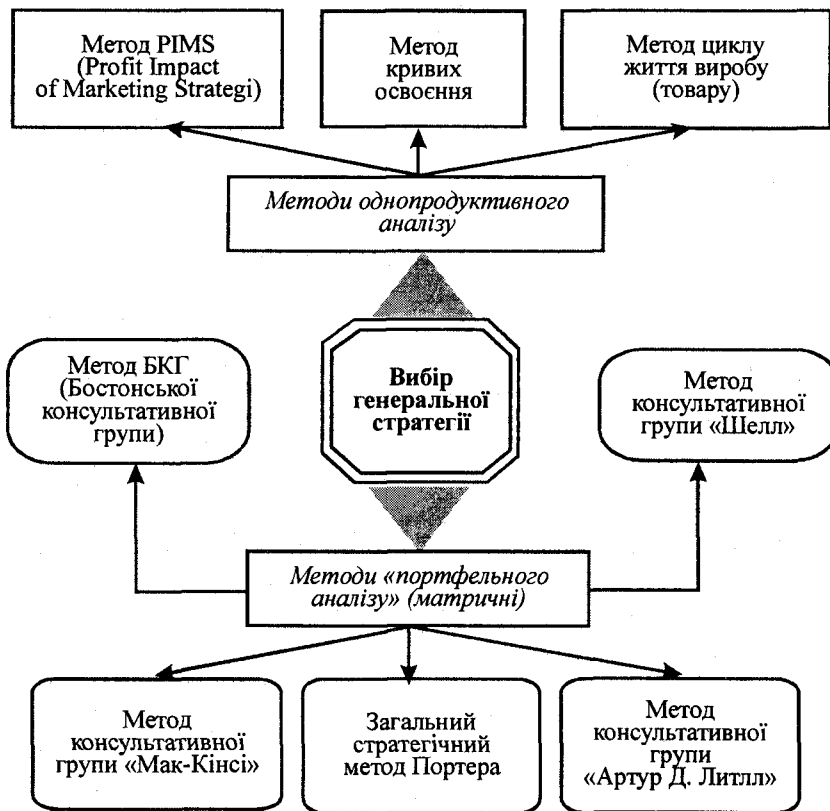 Метод PIMS
(Profit Impact
of Marketing Strategi)
Метод
кривих
освоєння
Метод циклу
життя виробу
(товару)
Методи однопродуктивного
аналізу
Метод БКГ
(Бостонської
консультативної
групи)
Вибір
генеральної
стратегії
Метод
консультативної
групи «Шелл»
Методи «портфельного
аналізу» (матричні)
Метод
консультативної
групи «Мак-Кінсі»
Загальний
стратегічний
метод Портера
Метод
консультативної
групи
«Артур Д. Литлл»